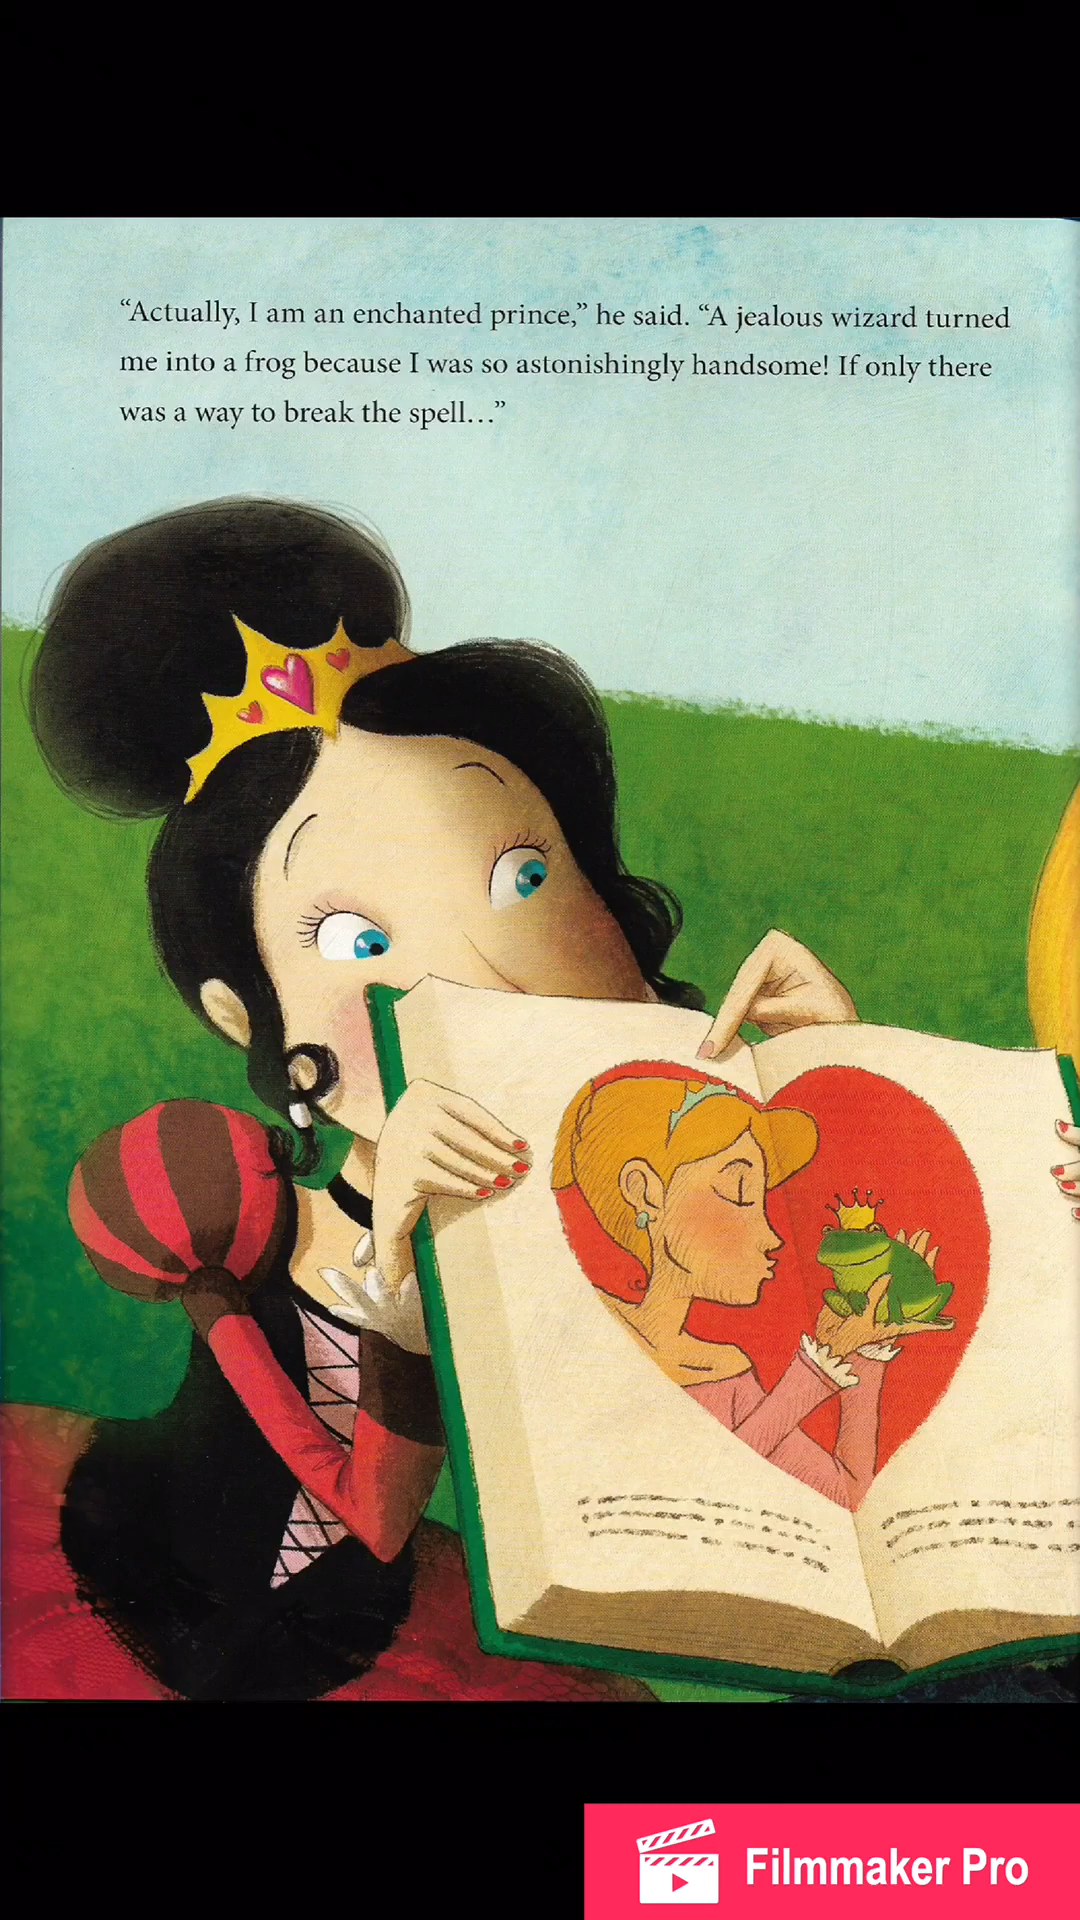 “Actually, I am an enchanted prince,” he said. “A jealous wizard turned
me into a frog because I was so astonishingly handsome! If only there
was a way to break the spell…”
Filmmaker Pro